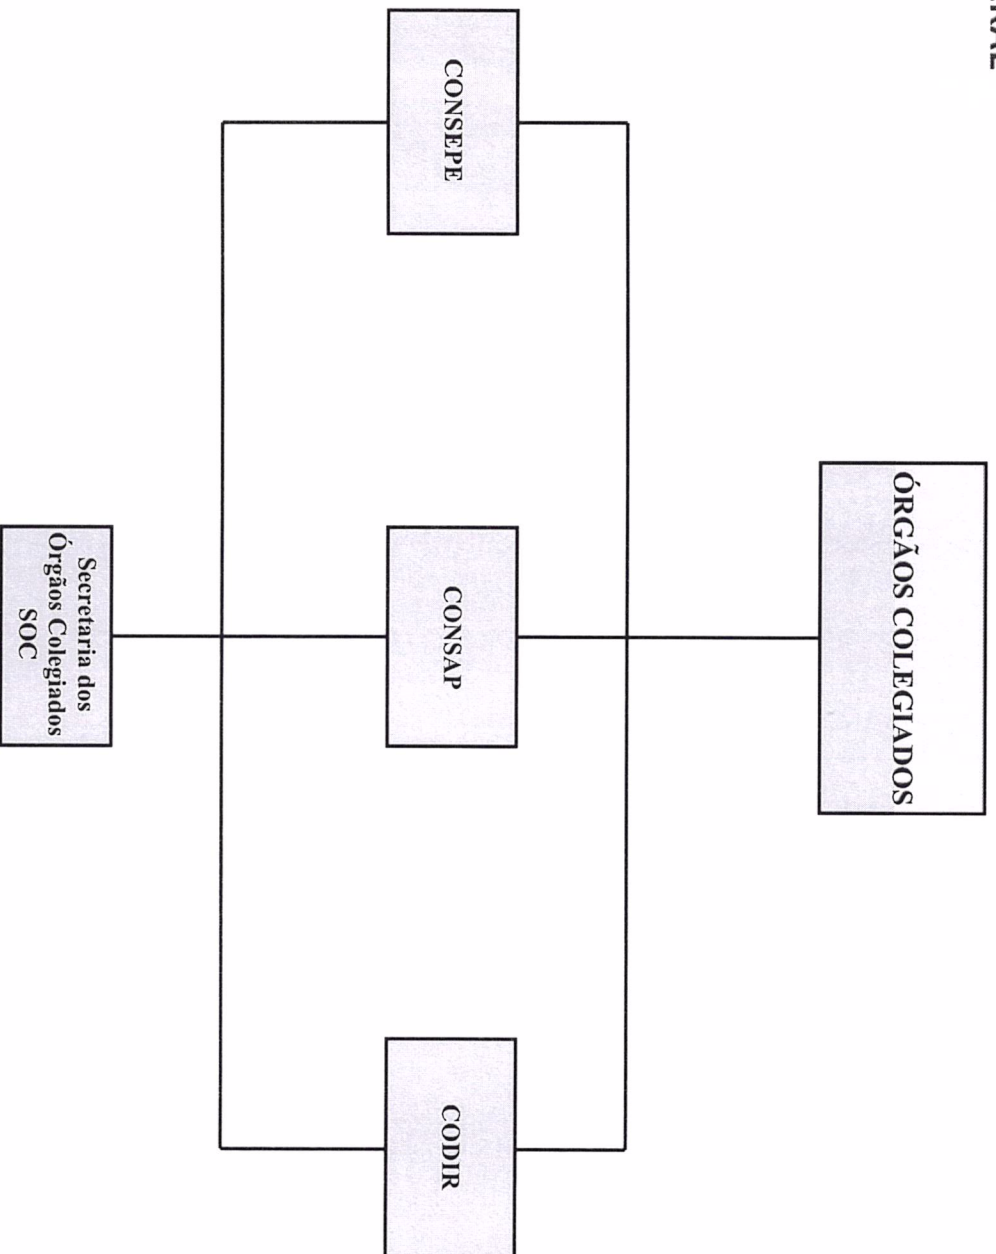 ÓRGÃOS COLEGIADOS
CONSEPE
CONSAP
CODIR
Secretaria dos
Órgãos Colegiados
SOC